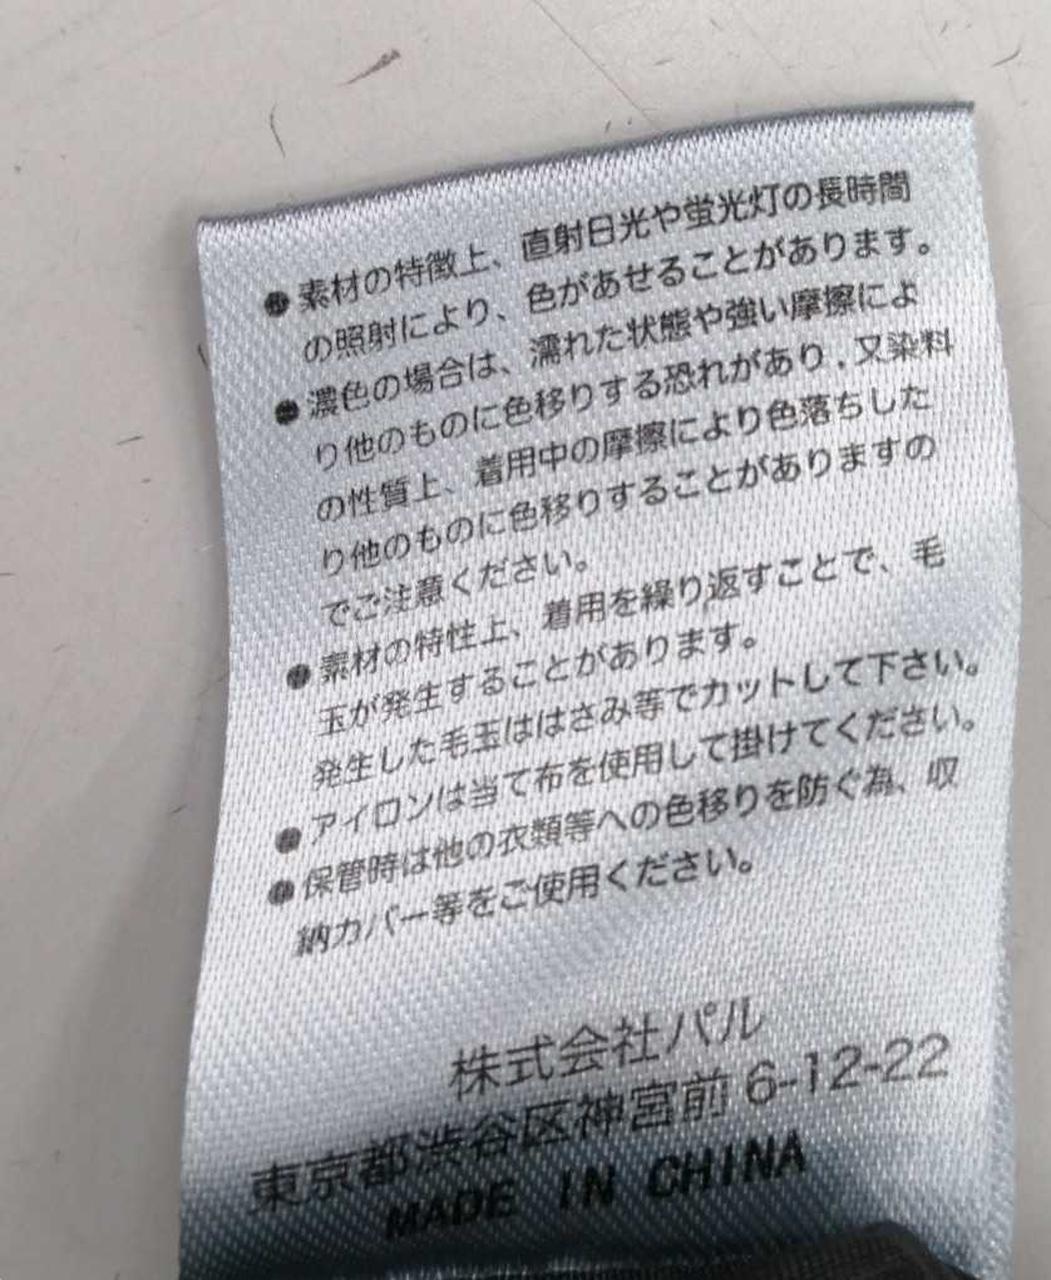 ●素材の特徴上、直射日光や蛍光灯の長時間
の照射により、色があせることがあります。
●濃色の場合は、濡れた状態や強い摩擦によ
り他のものに色移りする恐れがあり、又染料
の性質上、着用中の摩擦により色落ちした
り他のものに色移りすることがありますの
でご注意ください。
●素材の特性上、着用を繰り返すことで、毛
玉が発生することがあります。
発生した毛玉ははさみ等でカットして下さい。
●アイロンは当て布を使用して掛けてください。
●保管時は他の衣類等への色移りを防ぐ為、収
納カバー等をご使用ください。
株式会社パル
東京都渋谷区神宮前 6-12-22
MADE IN CHINA